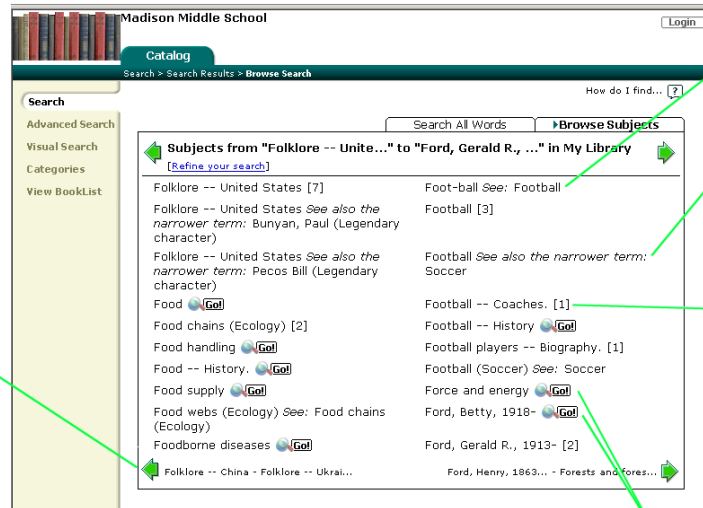 Madison Middle School
Login
Catalog
Search > Search Results > Browse Search
How do I find... ?
Search
Advanced Search
Visual Search
Categories
View BookList
Search All Words
Browse Subjects
Subjects from "Folklore -- Unite..." to "Ford, Gerald R., ..." in My Library
[Refine your search]
Folklore -- United States [7]
Folklore -- United States See also the
narrower term: Bunyan, Paul (Legendary
character)
Folklore -- United States See also the
narrower term: Pecos Bill (Legendary
character)
Food Go!
Food chains (Ecology) [2]
Food handling Go!
Food -- History. Go!
Food supply Go!
Food webs (Ecology) See: Food chains
(Ecology)
Foodborne diseases Go!
Foot-ball See: Football
Football [3]
Football See also the narrower term:
Soccer
Football -- Coaches. [1]
Football -- History Go!
Football players -- Biography. [1]
Football (Soccer) See: Soccer
Force and energy Go!
Ford, Betty, 1918- Go!
Ford, Gerald R., 1913- [2]
Folklore -- China - Folklore -- Ukrai...
Ford, Henry, 1863... - Forests and fores...